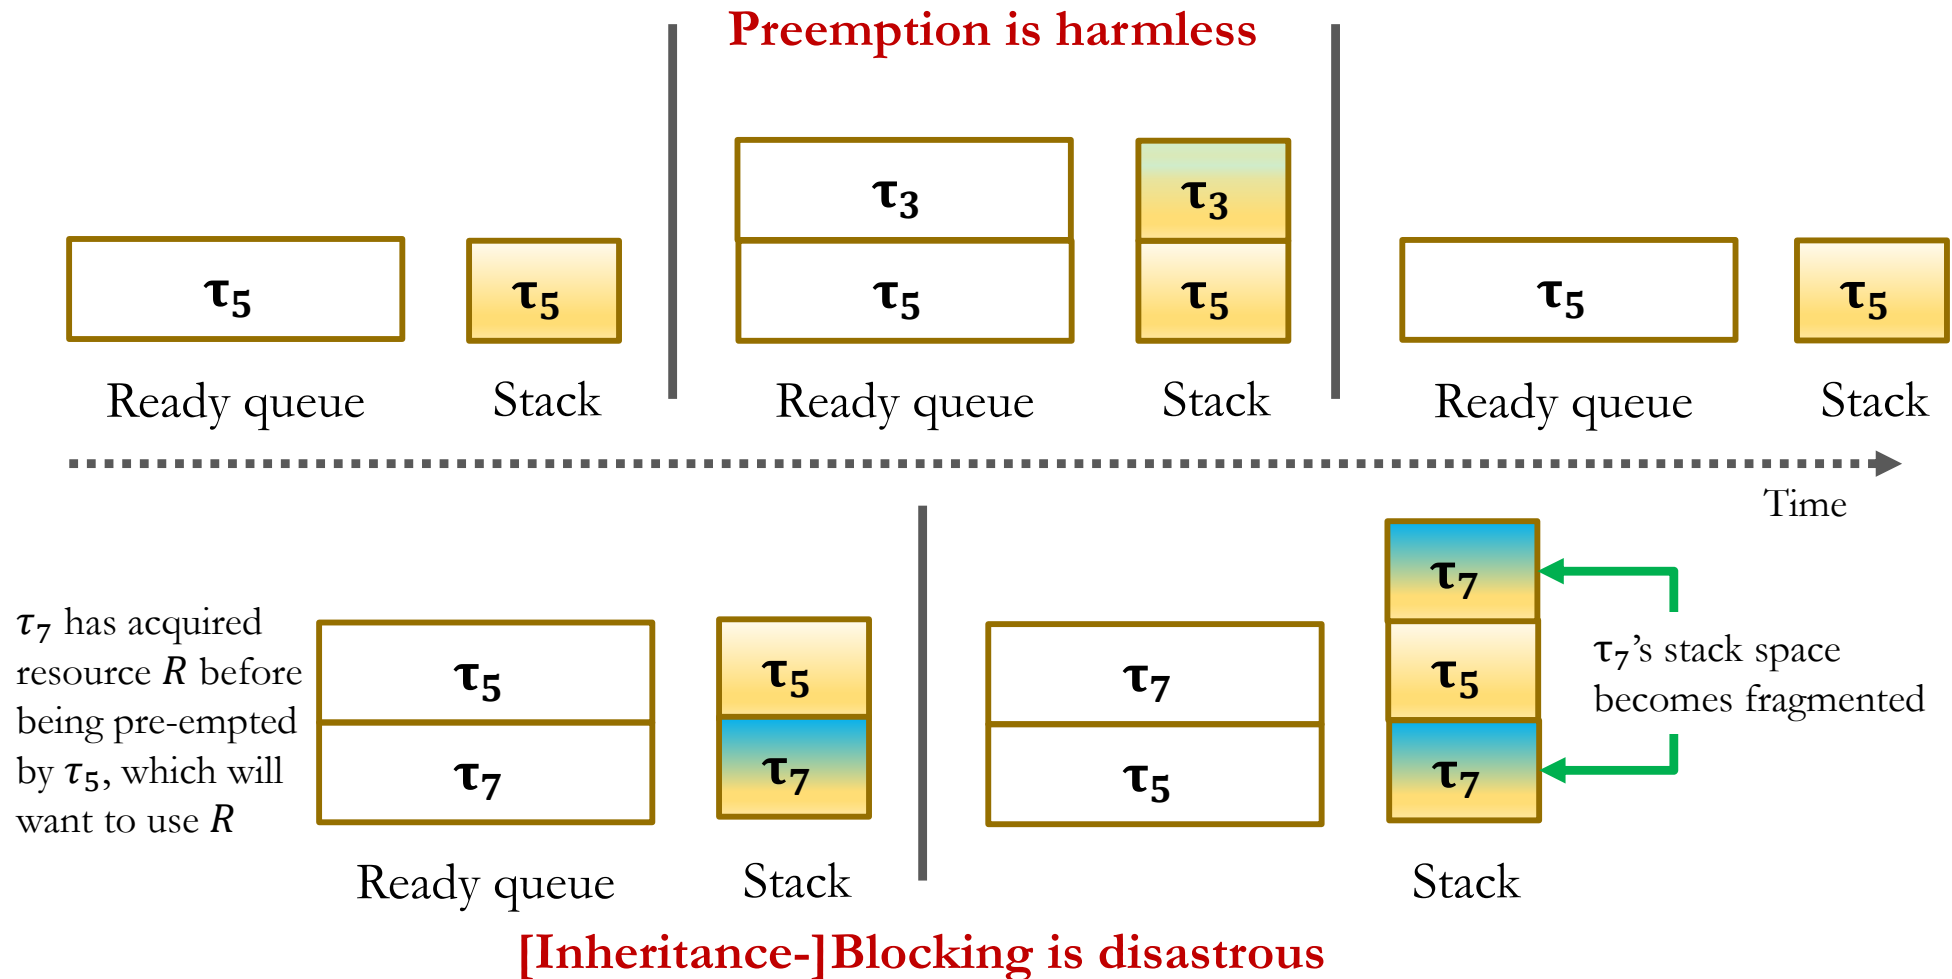 Preemption is harmless
τ₃
τ₃
τ₅
τ₅
τ₅
τ₅
τ₅
τ₅
Ready queue
Stack
Ready queue
Stack
Ready queue
Stack
Time
τ₇ has acquired
resource R before
being pre-empted
by τ₅, which will
want to use R
τ₅
τ₅
τ₇
τ₇
Ready queue
Stack
τ₇
τ₇
τ₅
τ₅
τ₇
τ₇'s stack space
becomes fragmented
Stack
[Inheritance-]Blocking is disastrous